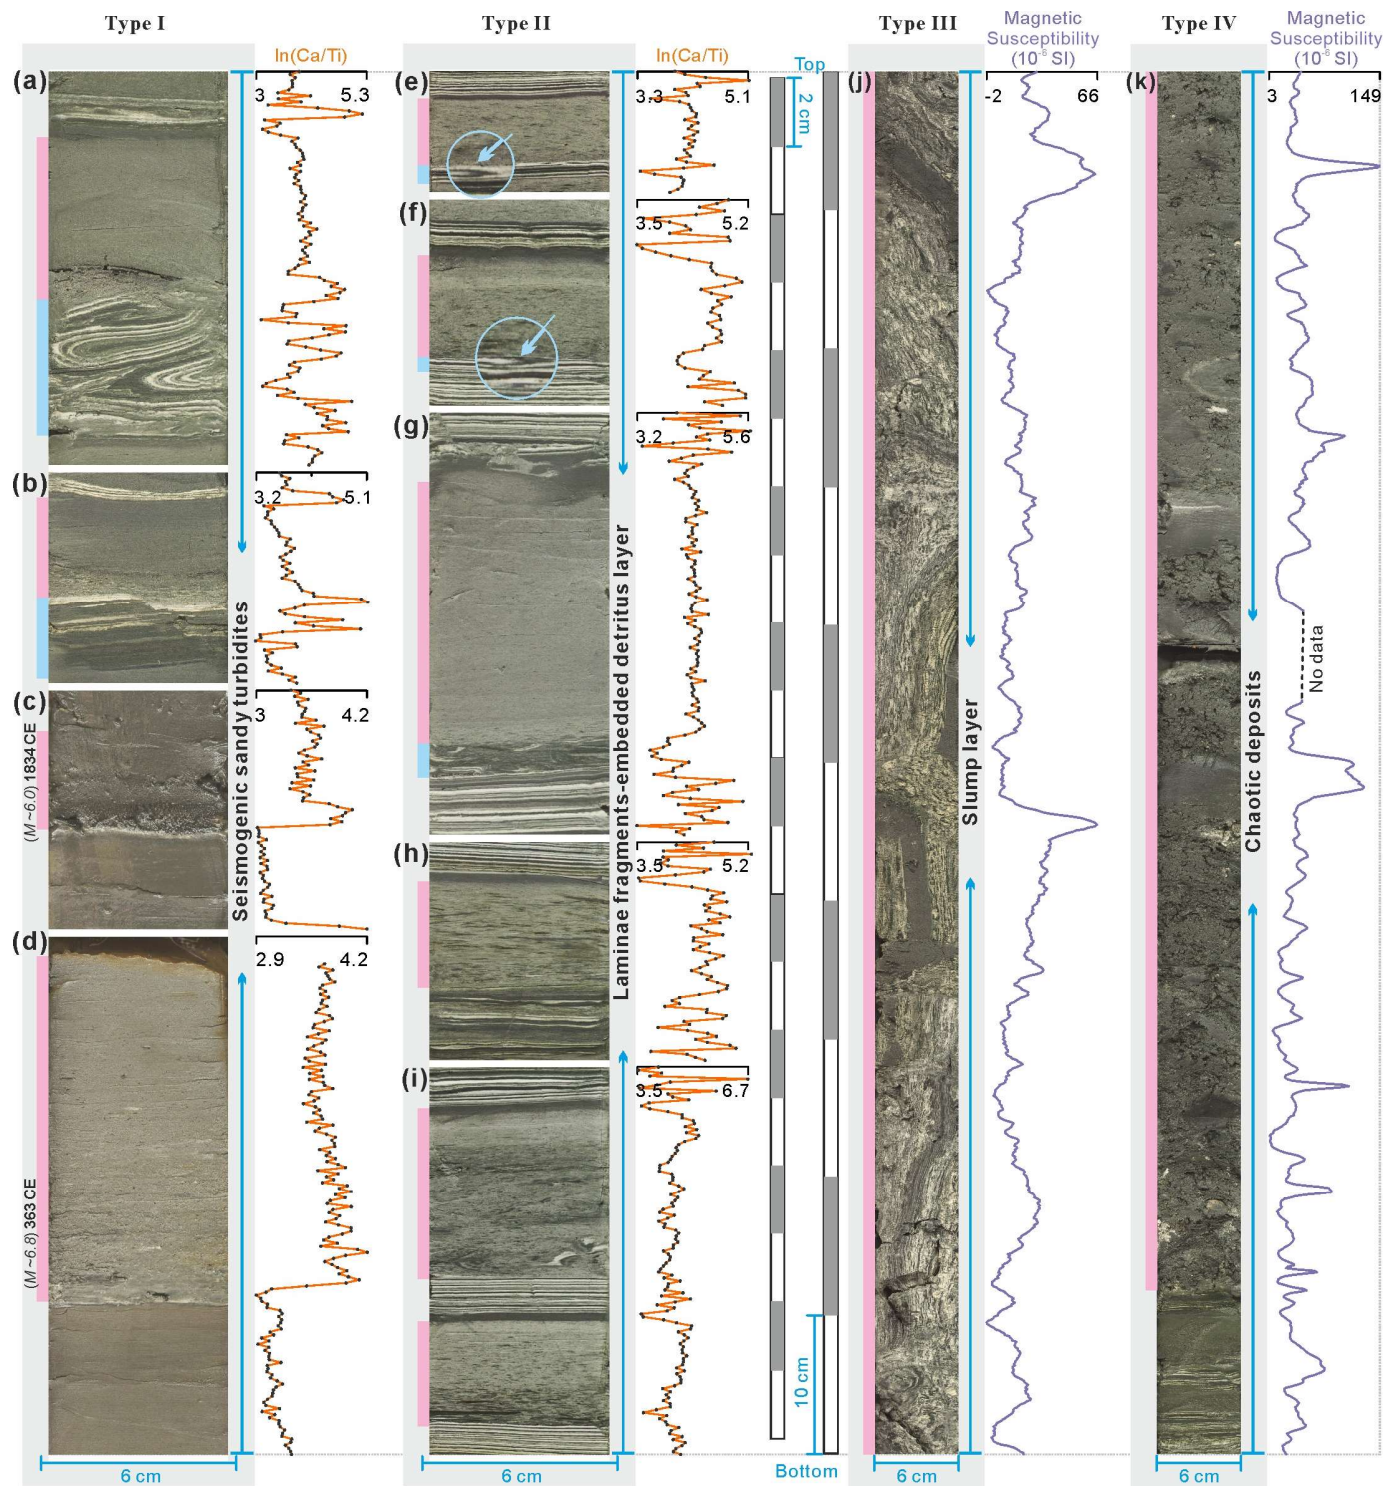 Type I
Type II
Type III
Type IV
ln(Ca/Ti)
ln(Ca/Ti)
Magnetic
Susceptibility
(10⁻⁸ SI)
Magnetic
Susceptibility
(10⁻⁸ SI)
Top
(a)
3 5.3
(b)
3.2 5.1
(c)
3 4.2
(M ~6.0) 1834 CE
(d)
2.9 4.2
(M ~6.8) 363 CE
Seismogenic sandy turbidites
6 cm
(e)
3.3 5.1
(f)
3.5 5.2
(g)
3.2 5.6
(h)
3.5 5.2
(i)
3.5 6.7
Laminae fragments-embedded detritus layer
6 cm
2 cm
10 cm
Bottom
(j)
-2 66
Slump layer
6 cm
(k)
3 149
No data
Chaotic deposits
6 cm